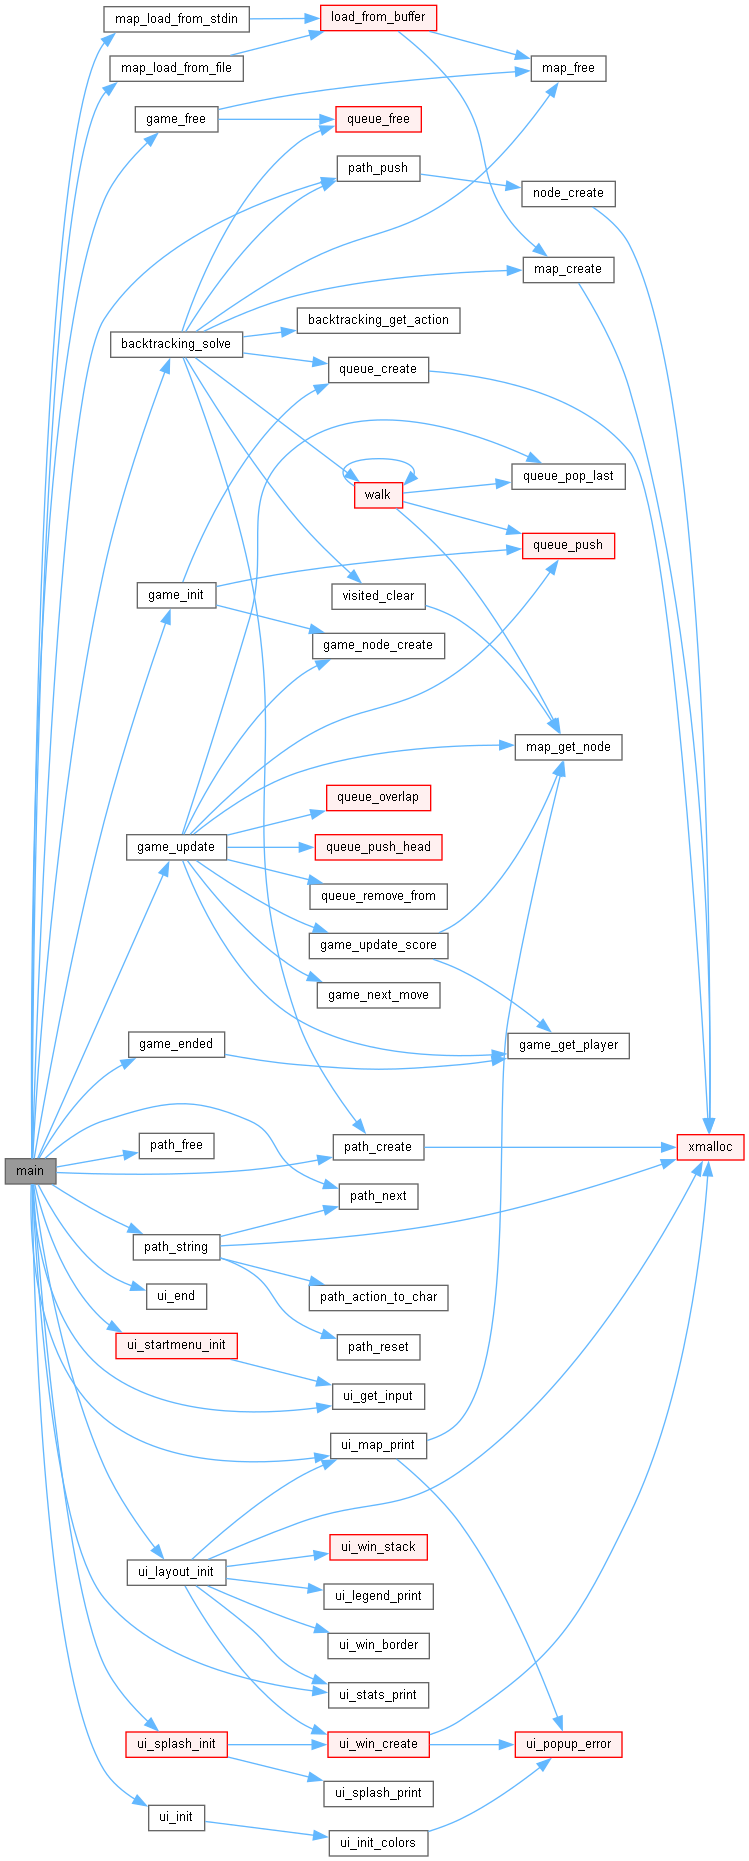 map_load_from_stdin
load_from_buffer
map_load_from_file
map_free
game_free
queue_free
path_push
node_create
map_create
backtracking_get_action
backtracking_solve
queue_create
queue_pop_last
walk
queue_push
game_init
visited_clear
game_node_create
map_get_node
queue_overlap
game_update
queue_push_head
queue_remove_from
game_update_score
game_next_move
game_ended
game_get_player
path_free
path_create
xmalloc
main
path_next
path_string
ui_end
path_action_to_char
ui_startmenu_init
path_reset
ui_get_input
ui_map_print
ui_win_stack
ui_layout_init
ui_legend_print
ui_win_border
ui_stats_print
ui_splash_init
ui_win_create
ui_popup_error
ui_splash_print
ui_init
ui_init_colors